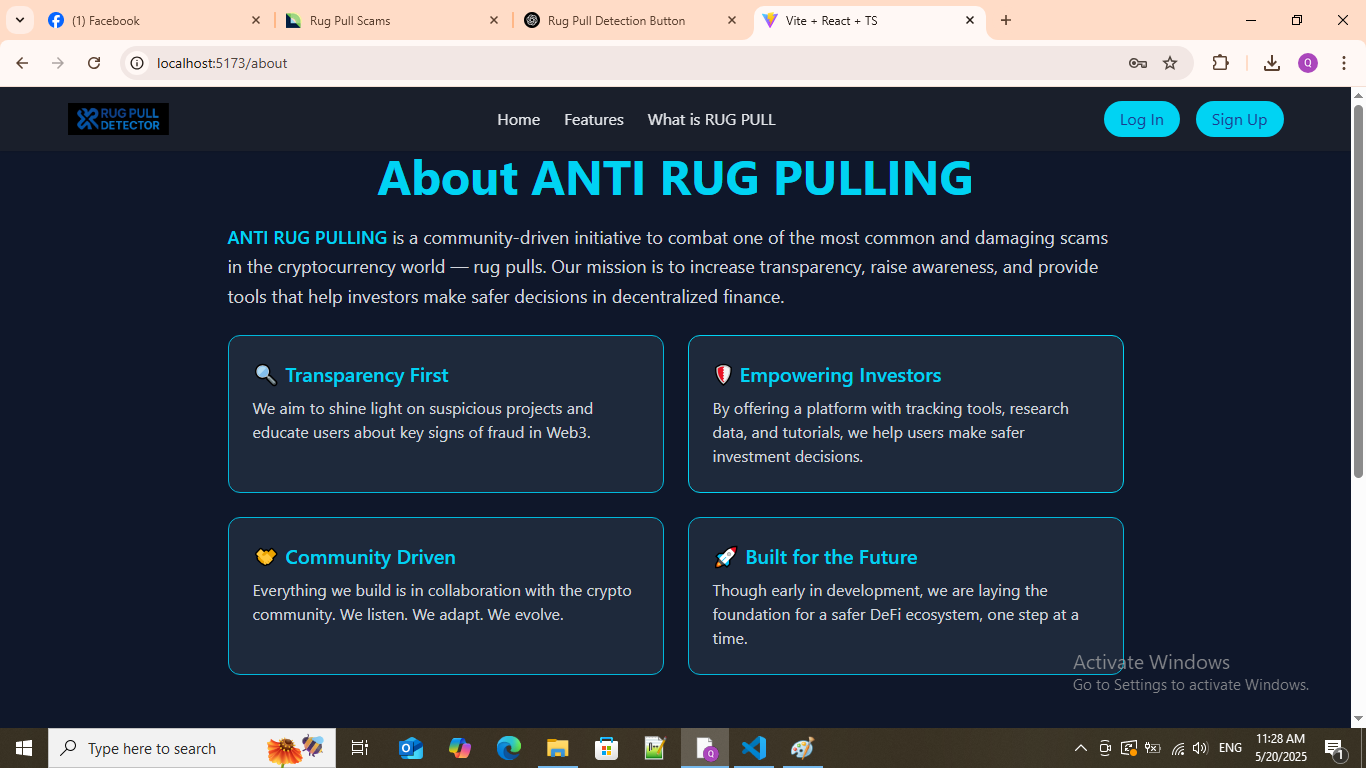 (1) Facebook
Rug Pull Scams
Rug Pull Detection Button
Vite + React + TS
localhost:5173/about
Q
RUG PULL
DETECTOR
Home
Features
What is RUG PULL
Log In
Sign Up
About ANTI RUG PULLING
ANTI RUG PULLING is a community-driven initiative to combat one of the most common and damaging scams
in the cryptocurrency world — rug pulls. Our mission is to increase transparency, raise awareness, and provide
tools that help investors make safer decisions in decentralized finance.
🔍 Transparency First
We aim to shine light on suspicious projects and
educate users about key signs of fraud in Web3.
🛡️ Empowering Investors
By offering a platform with tracking tools, research
data, and tutorials, we help users make safer
investment decisions.
🤝 Community Driven
Everything we build is in collaboration with the crypto
community. We listen. We adapt. We evolve.
🚀 Built for the Future
Though early in development, we are laying the
foundation for a safer DeFi ecosystem, one step at a
time.
Activate Windows
Go to Settings to activate Windows.
Type here to search
ENG
11:28 AM
5/20/2025
1